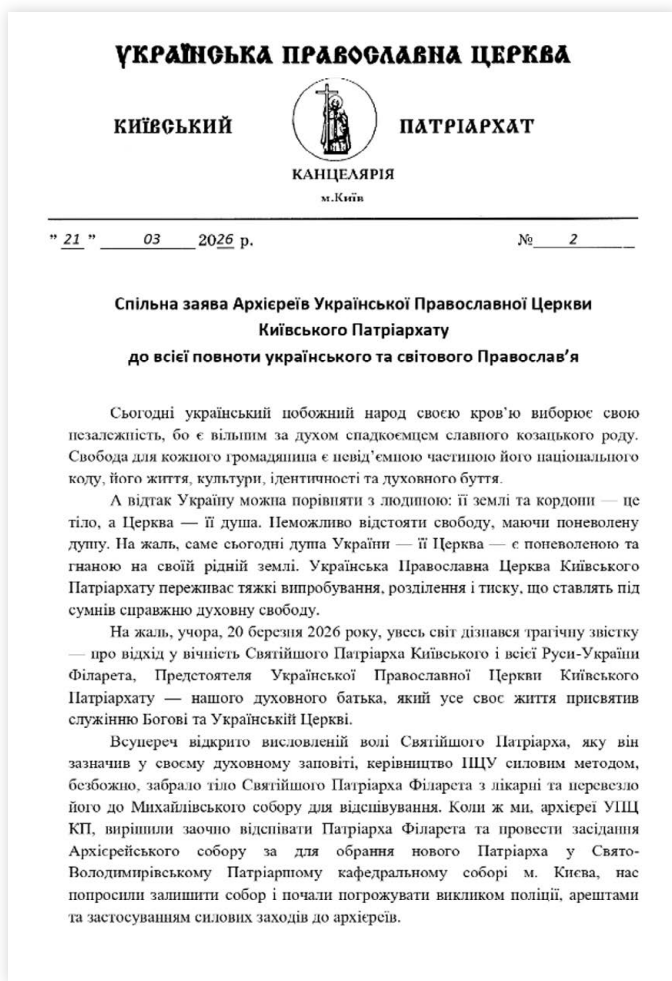 УКРАЇНСЬКА ПРАВОСЛАВНА ЦЕРКВА
КИЇВСЬКИЙ ПАТРІАРХАТ
КАНЦЕЛЯРІЯ
м.Київ
” 21 ” 03 2026 р. № 2
Спільна заява Архієреїв Української Православної Церкви
Київського Патріархату
до всієї повноти українського та світового Православ’я
Сьогодні український побожний народ своєю кров’ю виборює свою
незалежність, бо є вільним за духом спадкоємцем славного козацького роду.
Свобода для кожного громадянина є невід’ємною частиною його національного
коду, його життя, культури, ідентичності та духовного буття.
А відтак Україну можна порівняти з людиною: її землі та кордони — це
тіло, а Церква — її душа. Неможливо відстояти свободу, маючи поневолену
душу. На жаль, саме сьогодні душа України — її Церква — є поневоленою та
гнаною на своїй рідній землі. Українська Православна Церква Київського
Патріархату переживає тяжкі випробування, розділення і тиску, що ставлять під
сумнів справжню духовну свободу.
На жаль, учора, 20 березня 2026 року, увесь світ дізнався трагічну звістку
— про відхід у вічність Святійшого Патріарха Київського і всієї Руси-України
Філарета, Предстоятеля Української Православної Церкви Київського
Патріархату — нашого духовного батька, який усе своє життя присвятив
служінню Богові та Українській Церкві.
Всупереч відкрито висловленій волі Святійшого Патріарха, яку він
зазначив у своєму духовному заповіті, керівництво ПЦУ силовим методом,
безбожно, забрало тіло Святійшого Патріарха Філарета з лікарні та перевезло
його до Михайлівського собору для відспівування. Коли ж ми, архієреї УПЦ
КП, вирішили заочно відспівати Патріарха Філарета та провести засідання
Архієрейського собору за для обрання нового Патріарха у Свято-
Володимирівському Патріаршому кафедральному соборі м. Києва, нас
попросили залишити собор і почали погрожувати викликом поліції, арештами
та застосуванням силових заходів до архієреїв.